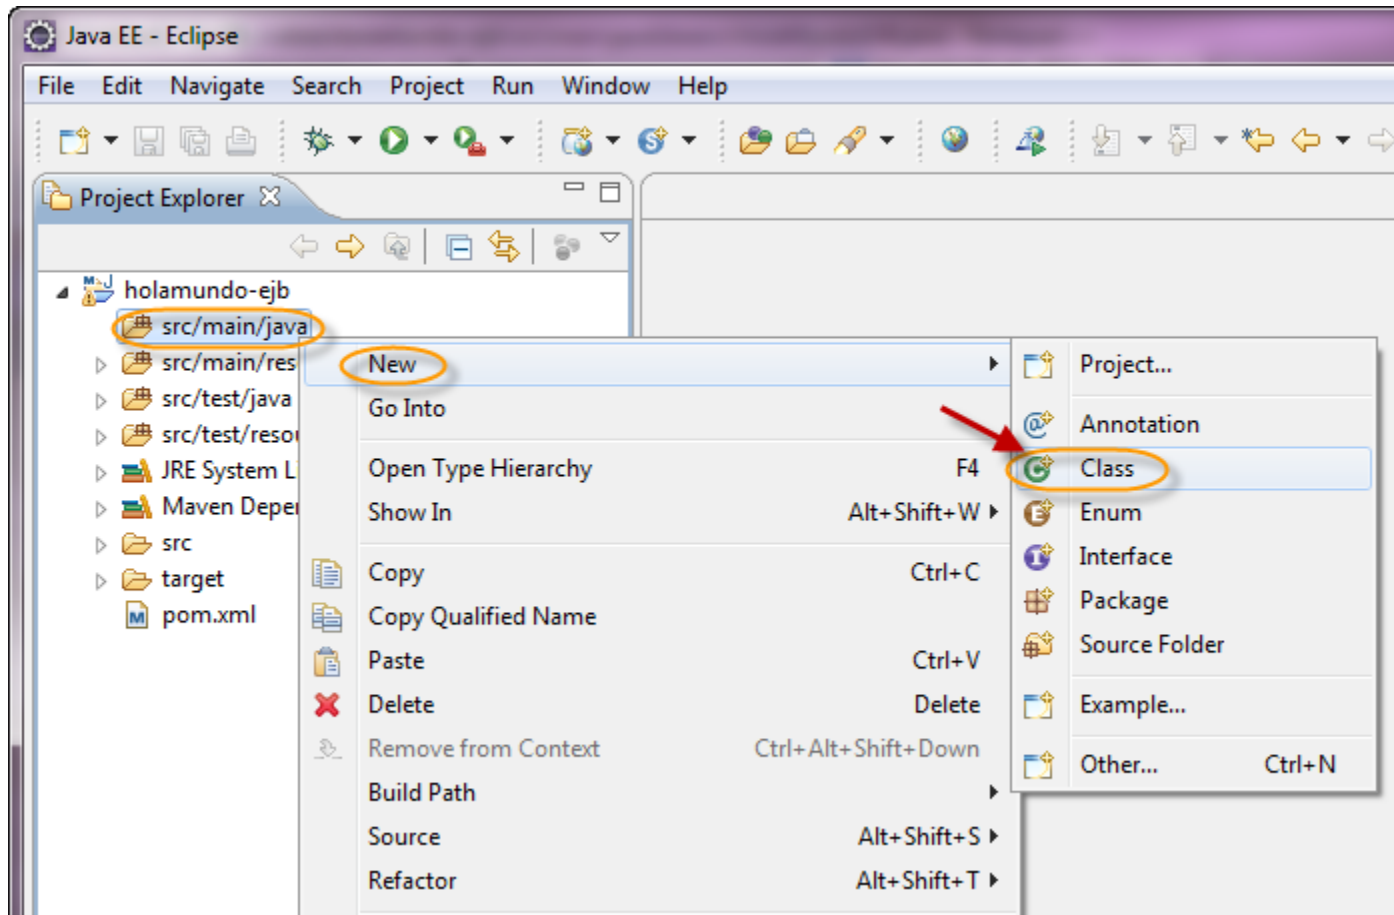 Java EE - Eclipse
File Edit Navigate Search Project Run Window Help
Project Explorer
holamundo-ejb
src/main/java
src/main/res
src/test/java
src/test/resou
JRE System L
Maven Deper
src
target
pom.xml
New
Go Into
Open Type Hierarchy F4
Show In Alt+Shift+W
Copy Ctrl+C
Copy Qualified Name
Paste Ctrl+V
Delete Delete
Remove from Context Ctrl+Alt+Shift+Down
Build Path
Source Alt+Shift+S
Refactor Alt+Shift+T
Project...
Annotation
Class
Enum
Interface
Package
Source Folder
Example...
Other... Ctrl+N